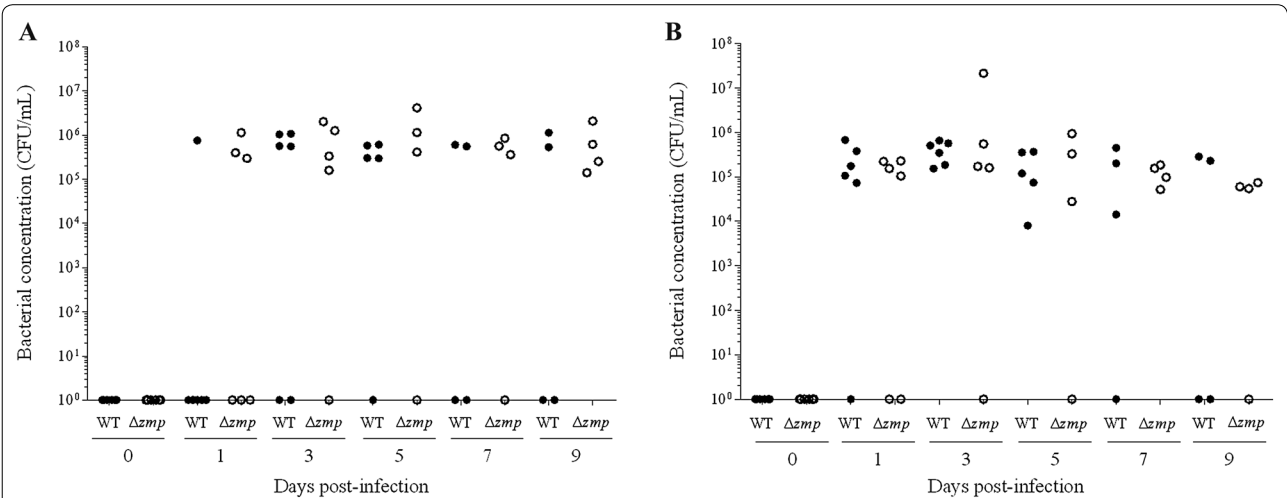 A
Bacterial concentration (CFU/mL)
10⁸
10⁷
10⁶
10⁵
10⁴
10³
10²
10¹
10⁰
WT Δzmp WT Δzmp WT Δzmp WT Δzmp WT Δzmp WT Δzmp
0 1 3 5 7 9
Days post-infection
B
Bacterial concentration (CFU/mL)
10⁸
10⁷
10⁶
10⁵
10⁴
10³
10²
10¹
10⁰
WT Δzmp WT Δzmp WT Δzmp WT Δzmp WT Δzmp WT Δzmp
0 1 3 5 7 9
Days post-infection